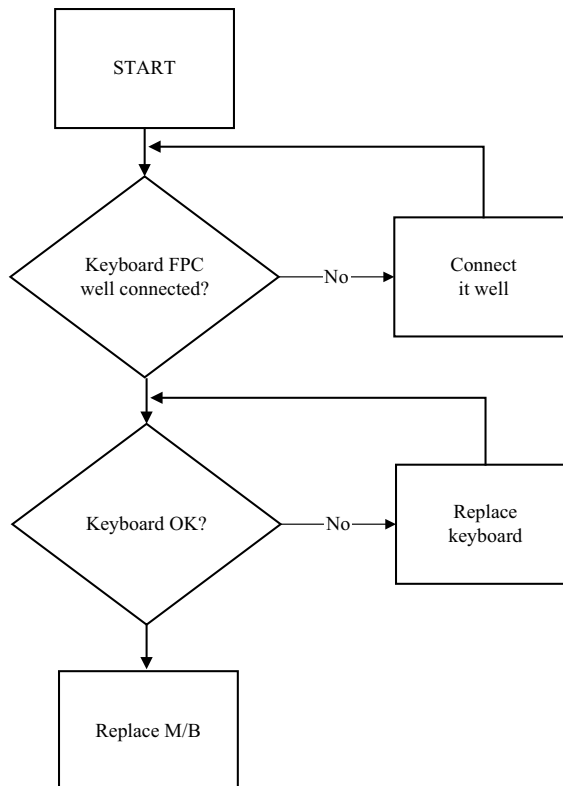 START
Keyboard FPC
well connected?
No
Connect
it well
Keyboard OK?
No
Replace
keyboard
Replace M/B